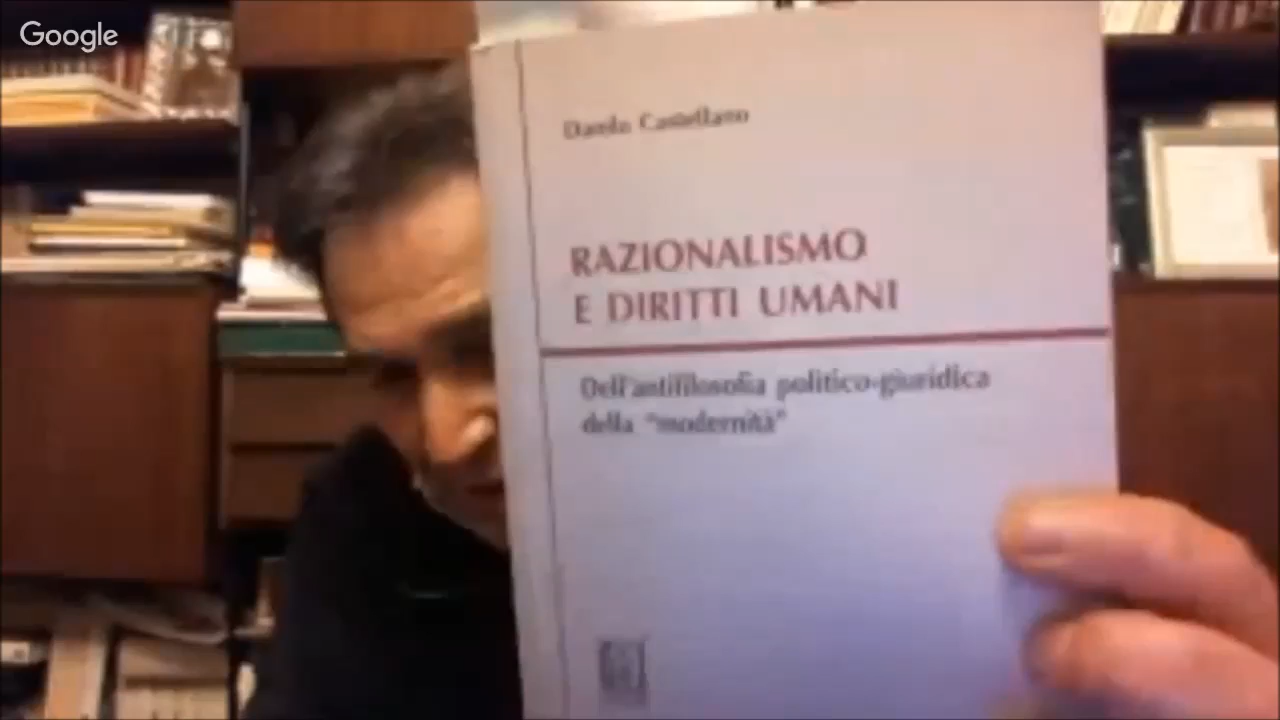 Google
Danilo Castellano
RAZIONALISMO
E DIRITTI UMANI
Dell'antifilosofia politico-giuridica
della "modernità"